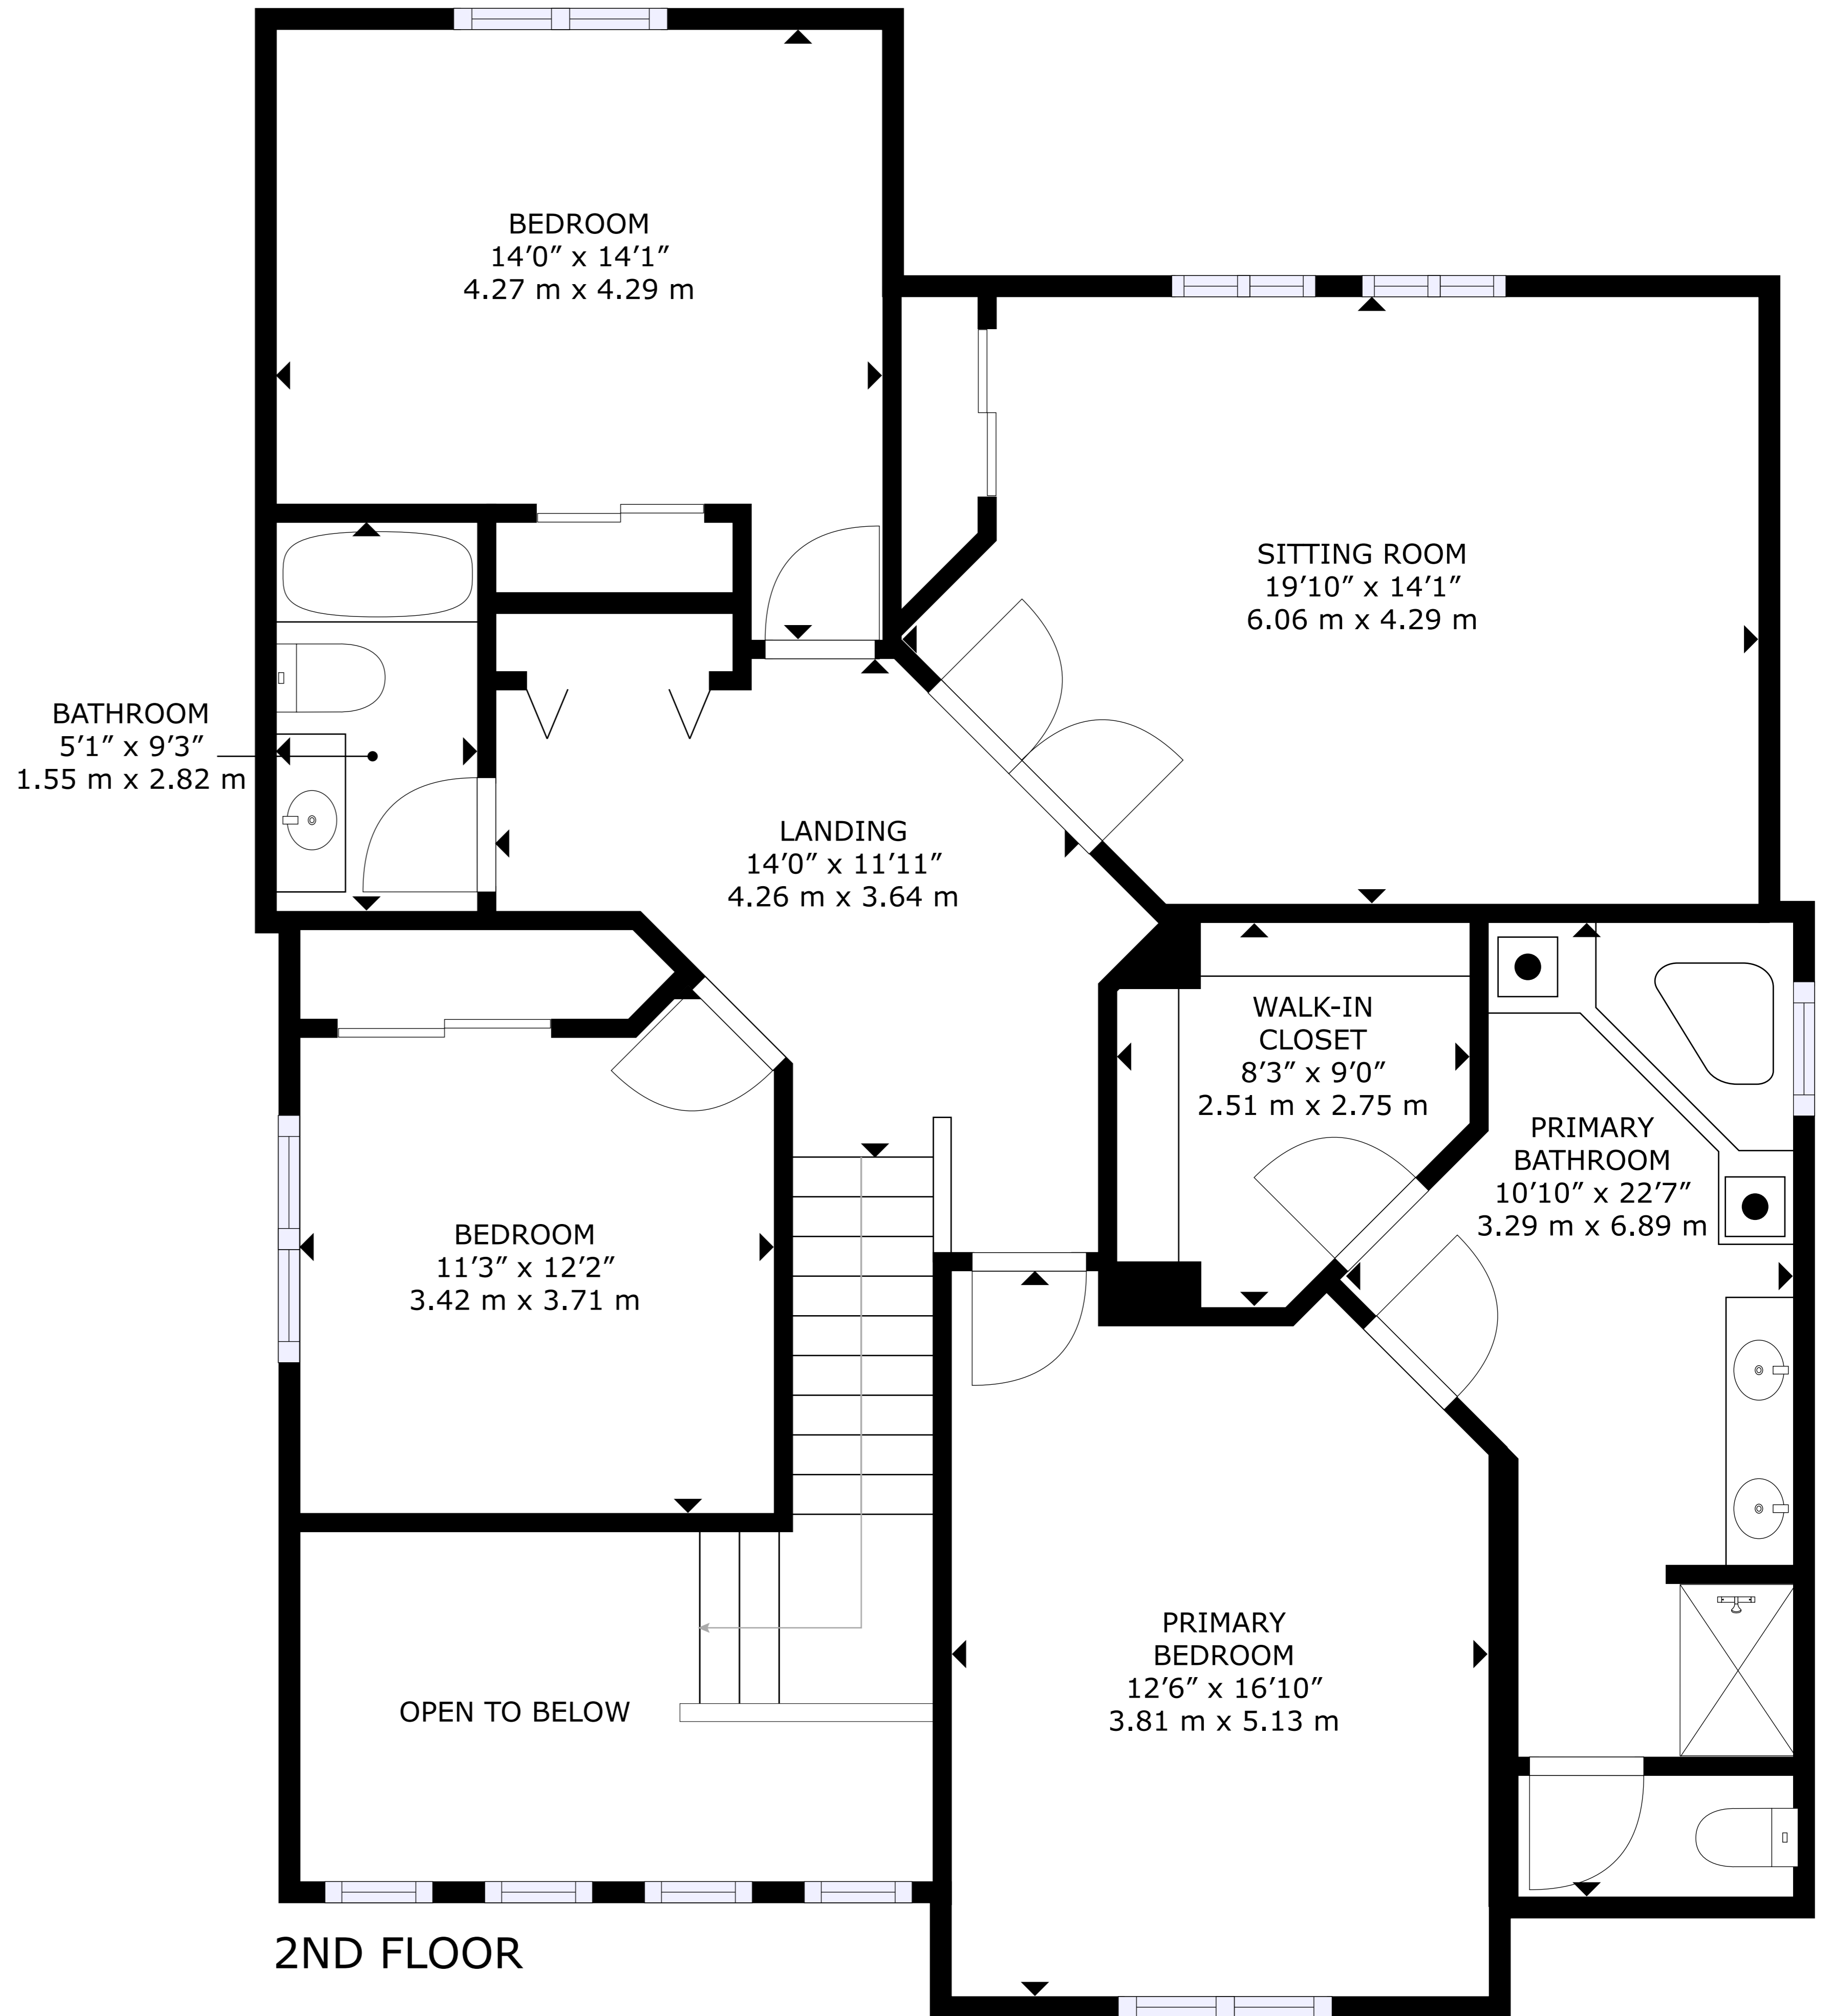 BEDROOM
14’0” x 14’1”
4.27 m x 4.29 m
SITTING ROOM
19’10” x 14’1”
6.06 m x 4.29 m
BATHROOM
5’1” x 9’3”
1.55 m x 2.82 m
LANDING
14’0” x 11’11”
4.26 m x 3.64 m
WALK-IN
CLOSET
8’3” x 9’0”
2.51 m x 2.75 m
PRIMARY
BATHROOM
10’10” x 22’7”
3.29 m x 6.89 m
BEDROOM
11’3” x 12’2”
3.42 m x 3.71 m
PRIMARY
BEDROOM
12’6” x 16’10”
3.81 m x 5.13 m
OPEN TO BELOW
2ND FLOOR